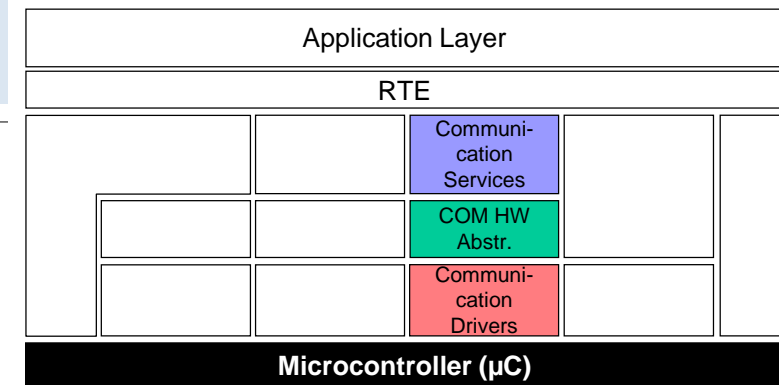 Application Layer
RTE
Communi-
cation
Services
COM HW
Abstr.
Communi-
cation
Drivers
Microcontroller (µC)